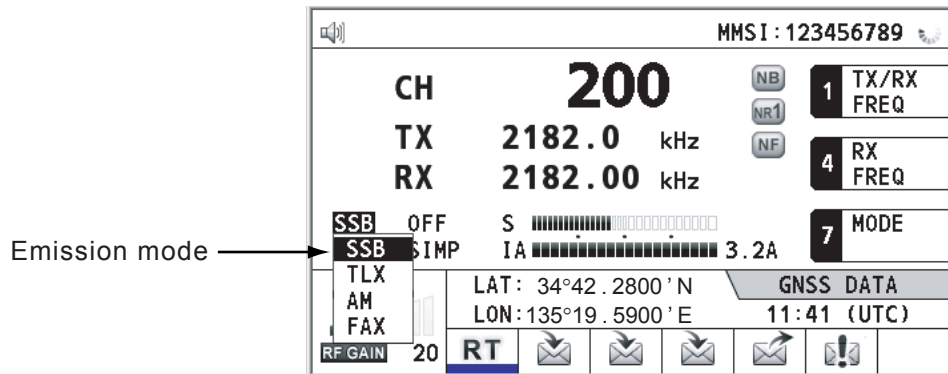 MMSI:123456789
CH 200 NB
NR1
TX 2182.0 kHz NF
RX 2182.00 kHz
1 TX/RX FREQ
4 RX FREQ
7 MODE
SSB OFF S
Emission mode
SSB SIMP IA 3.2A
TLX
AM
FAX
LAT: 34°42.2800'N
LON:135°19.5900'E
GNSS DATA
11:41 (UTC)
RF GAIN 20 RT